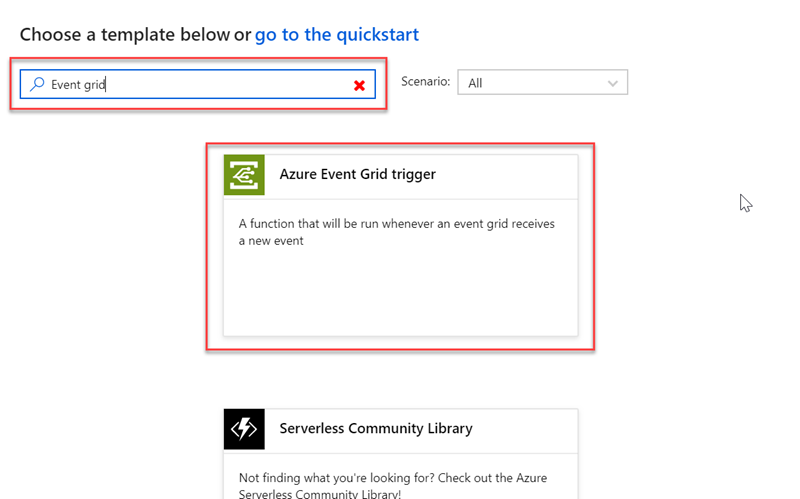 Choose a template below or go to the quickstart
Event grid
Scenario: All
Azure Event Grid trigger
A function that will be run whenever an event grid receives
a new event
Serverless Community Library
Not finding what you're looking for? Check out the Azure
Serverless Community Library!